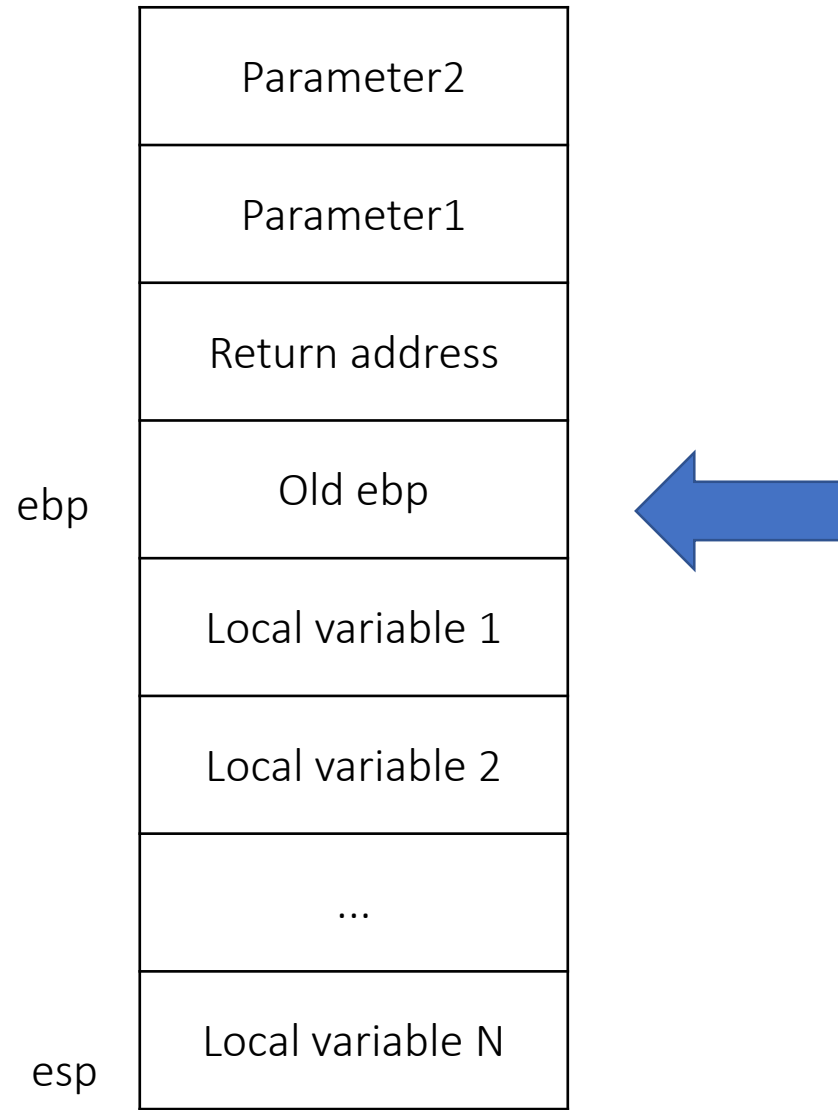 Parameter2
Parameter1
Return address
ebp
Old ebp
Local variable 1
Local variable 2
...
esp
Local variable N